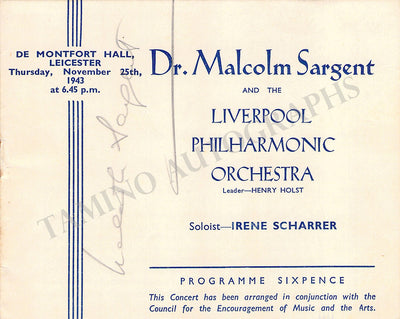 DE MONTFORT HALL,
LEICESTER
Thursday, November 25th,
1943
at 6.45 p.m.
Dr. Malcolm Sargent
AND THE
LIVERPOOL
PHILHARMONIC
ORCHESTRA
Leader—HENRY HOLST
Soloist—IRENE SCHARRER
PROGRAMME SIXPENCE
This Concert has been arranged in conjunction with the
Council for the Encouragement of Music and the Arts.
Malcolm Sargent
TAMINO AUTOGRAPHS